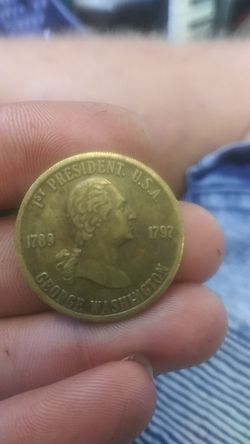 1ST PRESIDENT, U.S.A.
1789 1797
GEORGE WASHINGTON